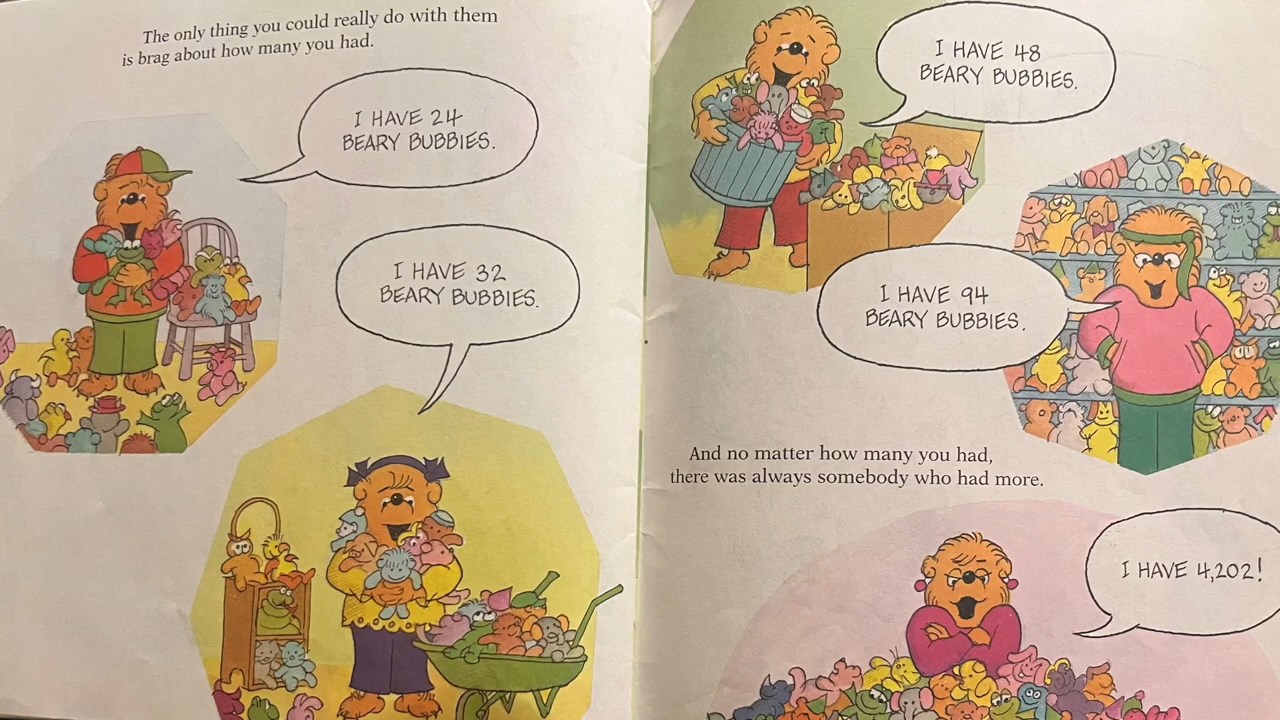 The only thing you could really do with them
is brag about how many you had.
I HAVE 24
BEARY BUBBIES.
I HAVE 32
BEARY BUBBIES.
I HAVE 48
BEARY BUBBIES.
I HAVE 94
BEARY BUBBIES.
And no matter how many you had,
there was always somebody who had more.
I HAVE 4,202!